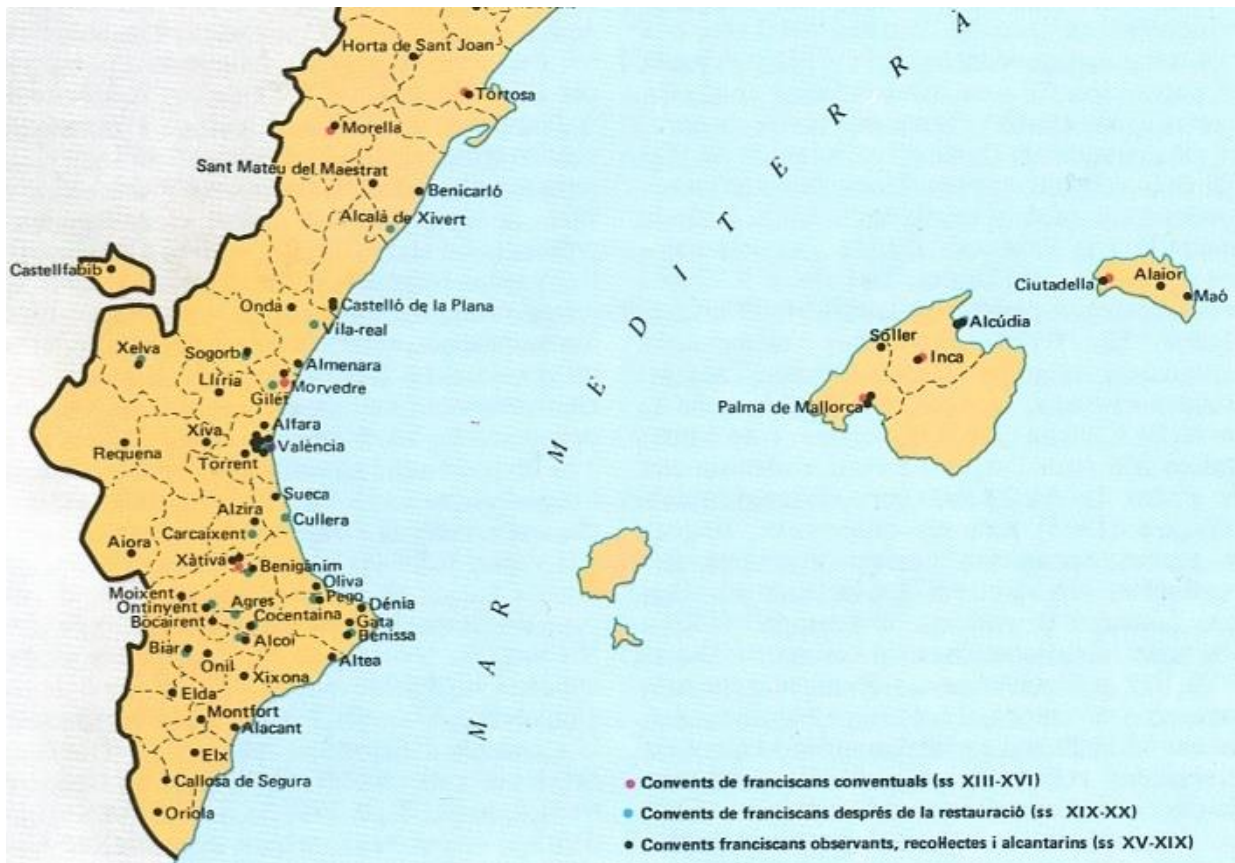 Horta de Sant Joan
Tortosa
Morella
Sant Mateu del Maestrat
Benicarló
Alcalà de Xivert
Castellfabib
Onda
Castelló de la Plana
Vila-real
Xelva
Sogorb
Almenara
Llíria
Morvedre
Gilet
Alfara
Xiva
València
Requena
Torrent
Sueca
Alzira
Cullera
Carcaixent
Aiora
Xàtiva
Benigànim
Oliva
Moixent
Pego
Dénia
Ontinyent
Agres
Bocairent
Cocentaina
Gata
Benissa
Alcoi
Biar
Onil
Altea
Xixona
Elda
Montfort
Alacant
Elx
Callosa de Segura
Oriola
MAR MEDITERRÀ
Ciutadella
Alaior
Maó
Alcúdia
Sóller
Inca
Palma de Mallorca
Convents de franciscans conventuals (ss XIII-XVI)
Convents de franciscans després de la restauració (ss XIX-XX)
Convents franciscans observants, recol·lectes i alcantarins (ss XV-XIX)